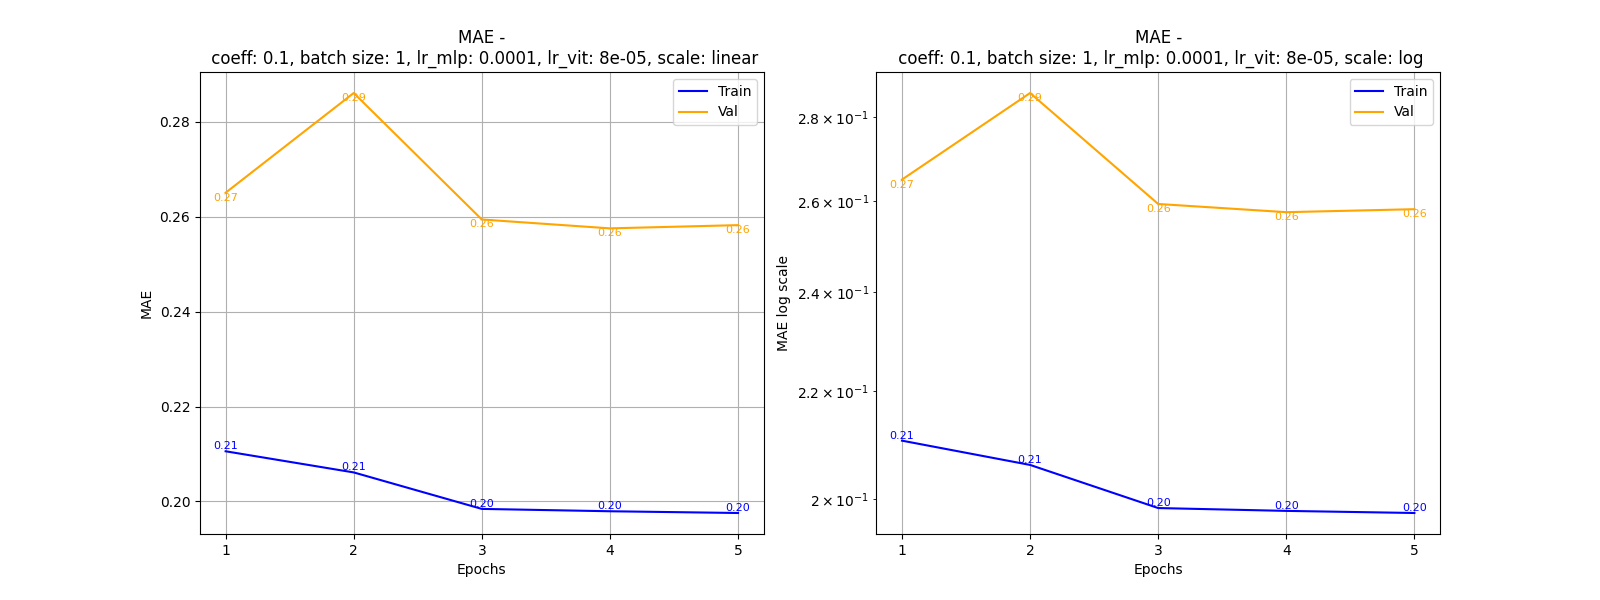 MAE -
coeff: 0.1, batch size: 1, lr_mlp: 0.0001, lr_vit: 8e-05, scale: linear
Train
Val
0.28
0.26
0.24
0.22
0.20
MAE
0.27
0.29
0.26
0.26
0.26
0.21
0.21
0.20
0.20
0.20
1
2
3
4
5
Epochs
MAE -
coeff: 0.1, batch size: 1, lr_mlp: 0.0001, lr_vit: 8e-05, scale: log
Train
Val
2.8 × 10⁻¹
2.6 × 10⁻¹
2.4 × 10⁻¹
2.2 × 10⁻¹
2 × 10⁻¹
MAE log scale
0.27
0.29
0.26
0.26
0.26
0.21
0.21
0.20
0.20
0.20
1
2
3
4
5
Epochs